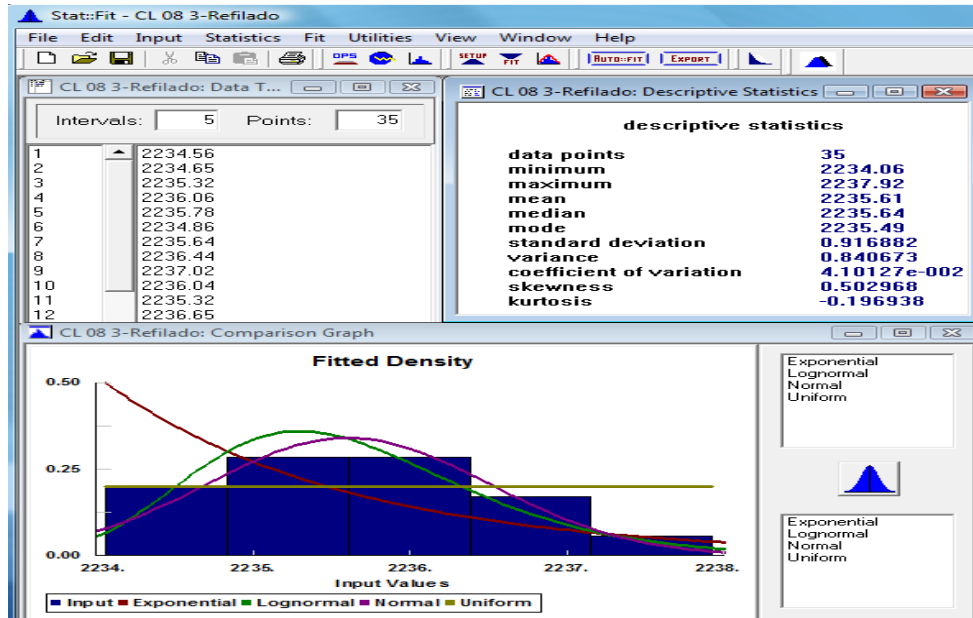 Stat::Fit - CL 08 3-Refilado
File Edit Input Statistics Fit Utilities View Window Help
OPS SETUP FIT AUTO::FIT EXPORT
CL 08 3-Refilado: Data T...
Intervals: 5 Points: 35
1 2234.56
2 2234.65
3 2235.32
4 2236.06
5 2235.78
6 2234.86
7 2235.64
8 2236.44
9 2237.02
10 2236.04
11 2235.32
12 2236.65
CL 08 3-Refilado: Descriptive Statistics
descriptive statistics
data points 35
minimum 2234.06
maximum 2237.92
mean 2235.61
median 2235.64
mode 2235.49
standard deviation 0.916882
variance 0.840673
coefficient of variation 4.10127e-002
skewness 0.502968
kurtosis -0.196938
CL 08 3-Refilado: Comparison Graph
Fitted Density
0.50
0.25
0.00
2234. 2235. 2236. 2237. 2238.
Input Values
Input Exponential Lognormal Normal Uniform
Exponential
Lognormal
Normal
Uniform
Exponential
Lognormal
Normal
Uniform